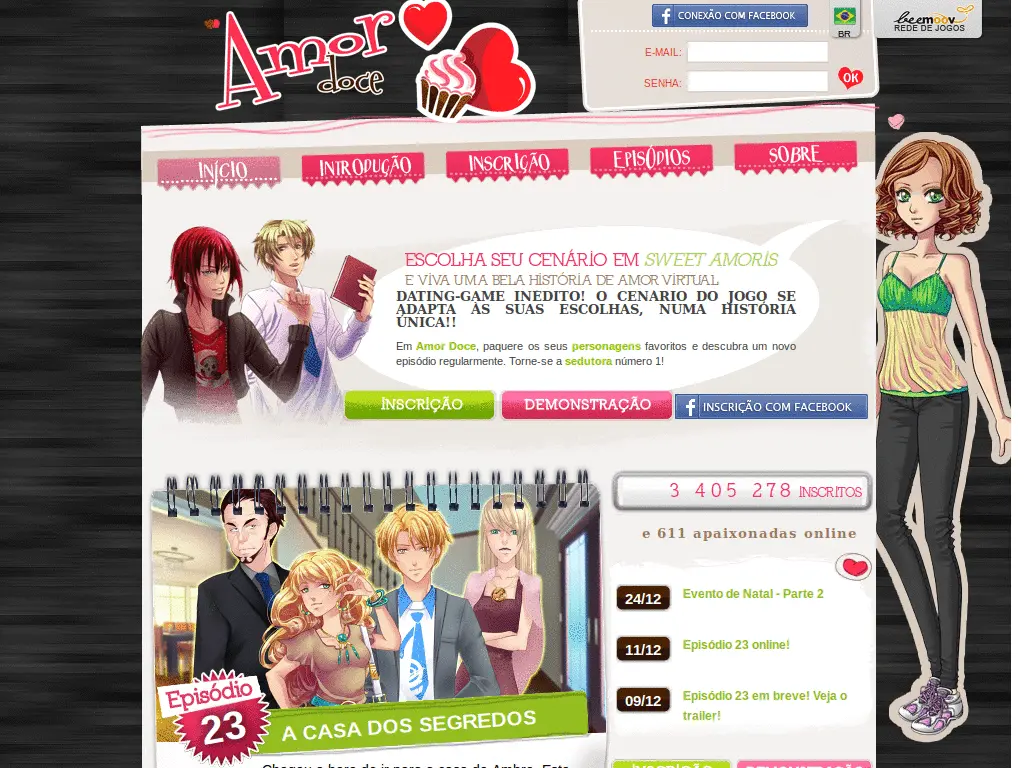 Amor
doce
CONEXÃO COM FACEBOOK
BR
beemoov
REDE DE JOGOS
E-MAIL:
SENHA:
OK
INÍCIO
INTRODUÇÃO
INSCRIÇÃO
EPISÓDIOS
SOBRE
ESCOLHA SEU CENÁRIO EM SWEET AMORIS
E VIVA UMA BELA HISTÓRIA DE AMOR VIRTUAL
DATING-GAME INEDITO! O CENARIO DO JOGO SE
ADAPTA ÀS SUAS ESCOLHAS, NUMA HISTÓRIA
ÚNICA!!
Em Amor Doce, paquere os seus personagens favoritos e descubra um novo
episódio regularmente. Torne-se a sedutora número 1!
INSCRIÇÃO
DEMONSTRAÇÃO
INSCRIÇÃO COM FACEBOOK
3 405 278 INSCRITOS
e 611 apaixonadas online
24/12 Evento de Natal - Parte 2
11/12 Episódio 23 online!
09/12 Episódio 23 em breve! Veja o
trailer!
Episódio
23
A CASA DOS SEGREDOS
Chegou a hora de ir para a casa da Ambre. Esta
INSCRIÇÃO
DEMONSTRAÇÃO